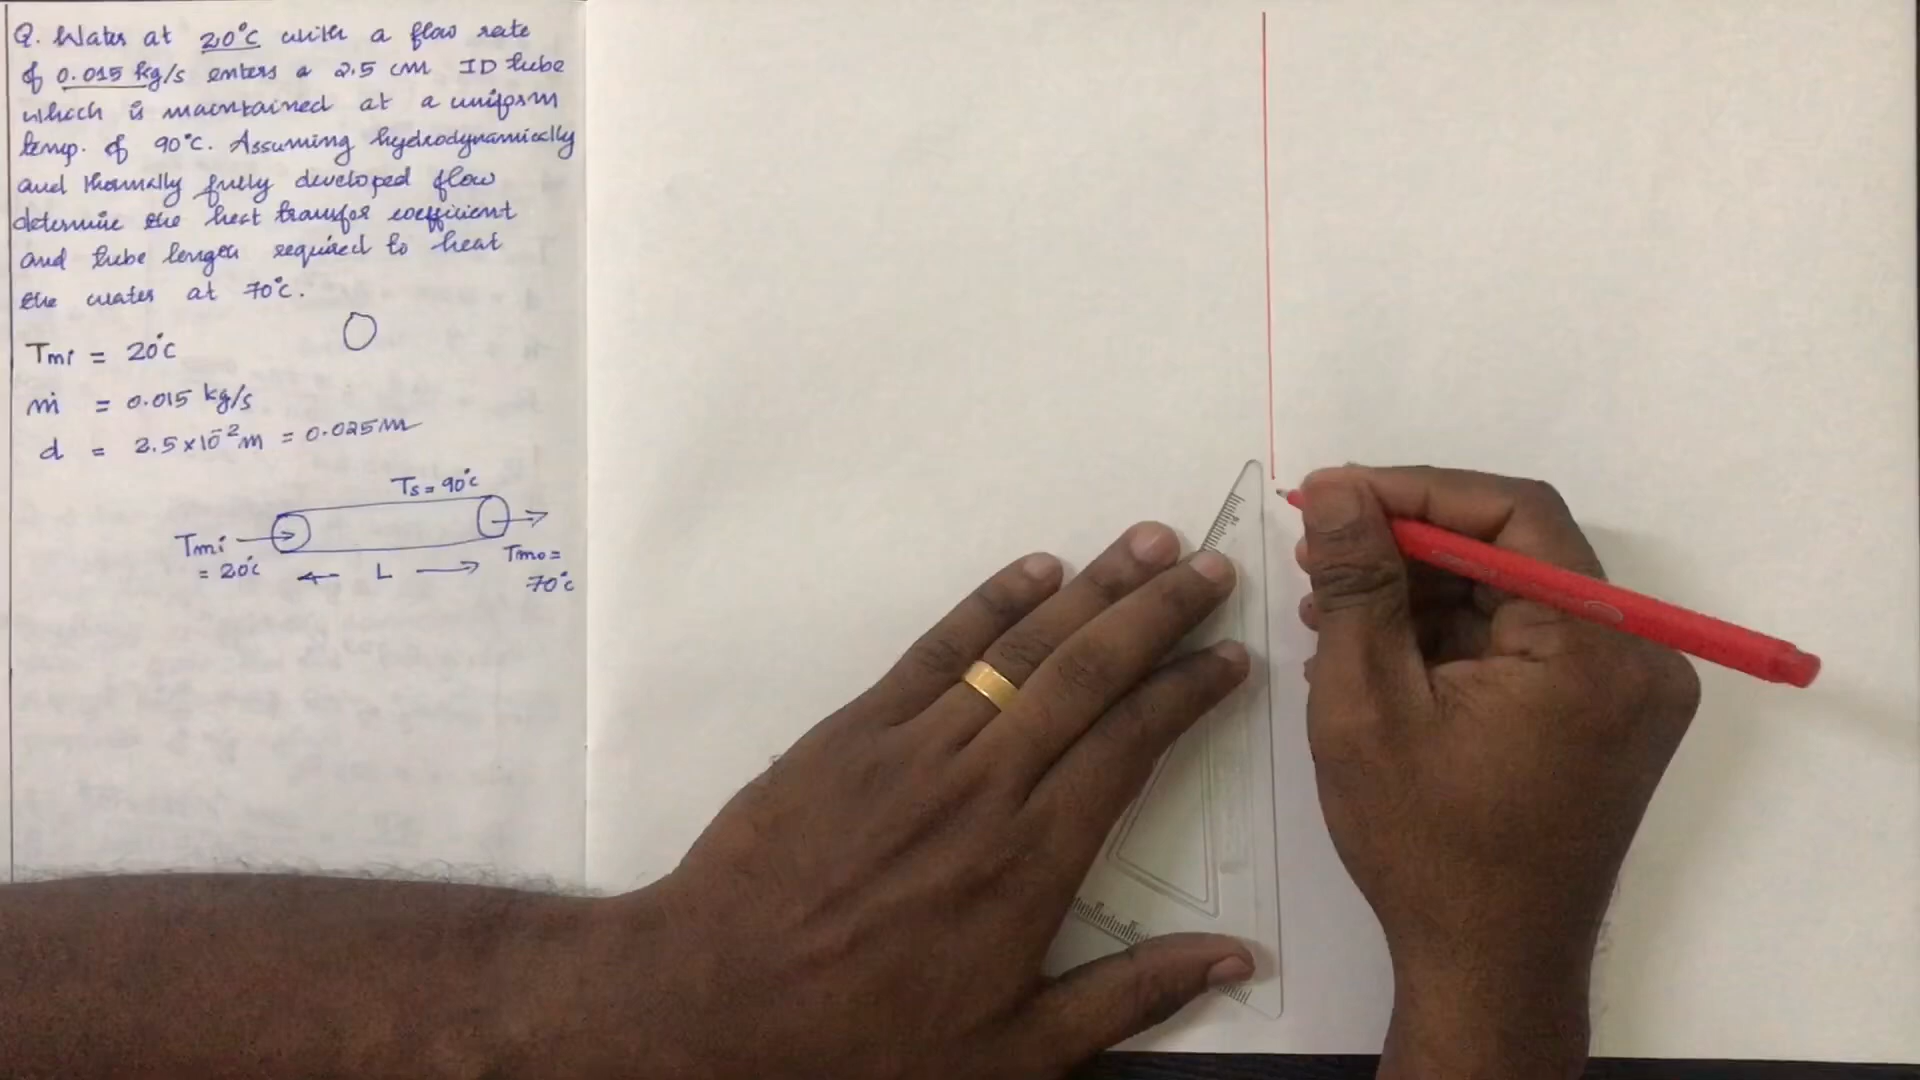 Q. Water at 20°C with a flow rate
of 0.015 kg/s enters a 2.5 cm ID tube
which is maintained at a uniform
temp. of 90°C. Assuming hydrodynamically
and thermally fully developed flow
determine the heat transfer coefficient
and tube length required to heat
the water at 70°C.
Tmi = 20°C
ṁ = 0.015 kg/s
d = 2.5×10⁻²m = 0.025m
Ts = 90°C
Tmi
= 20°C
L
Tmo =
70°C